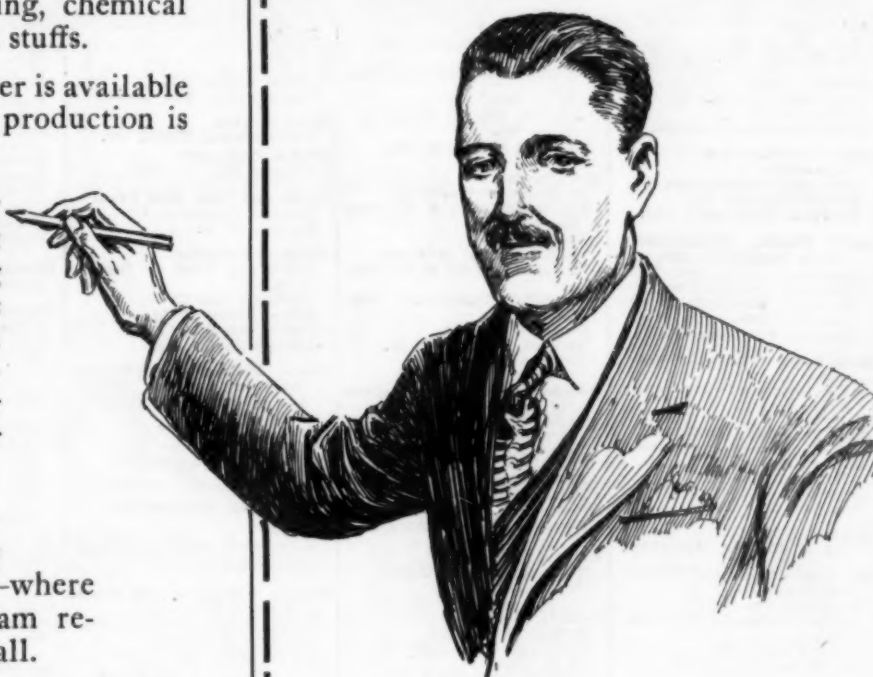 ing, chemical
stuffs.
er is available
production is
-where
am re-
all.